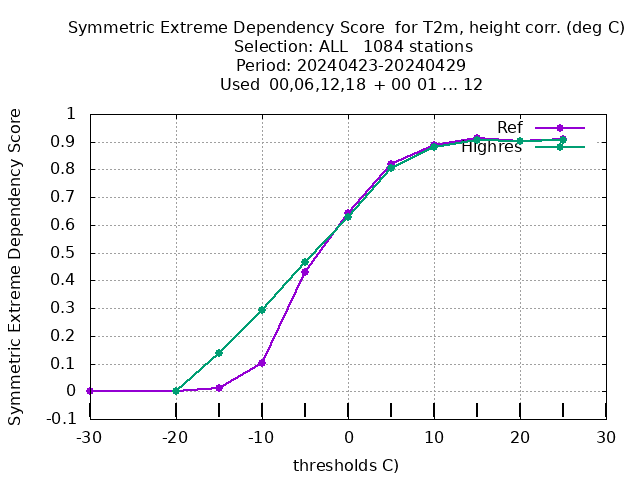 Symmetric Extreme Dependency Score  for T2m, height corr. (deg C)
Selection: ALL   1084 stations
Period: 20240423-20240429
Used  00,06,12,18  + 00 01 ... 12
Symmetric Extreme Dependency Score
1
0.9
0.8
0.7
0.6
0.5
0.4
0.3
0.2
0.1
0
-0.1
Ref
Highres
-30 -20 -10 0 10 20 30
thresholds C)